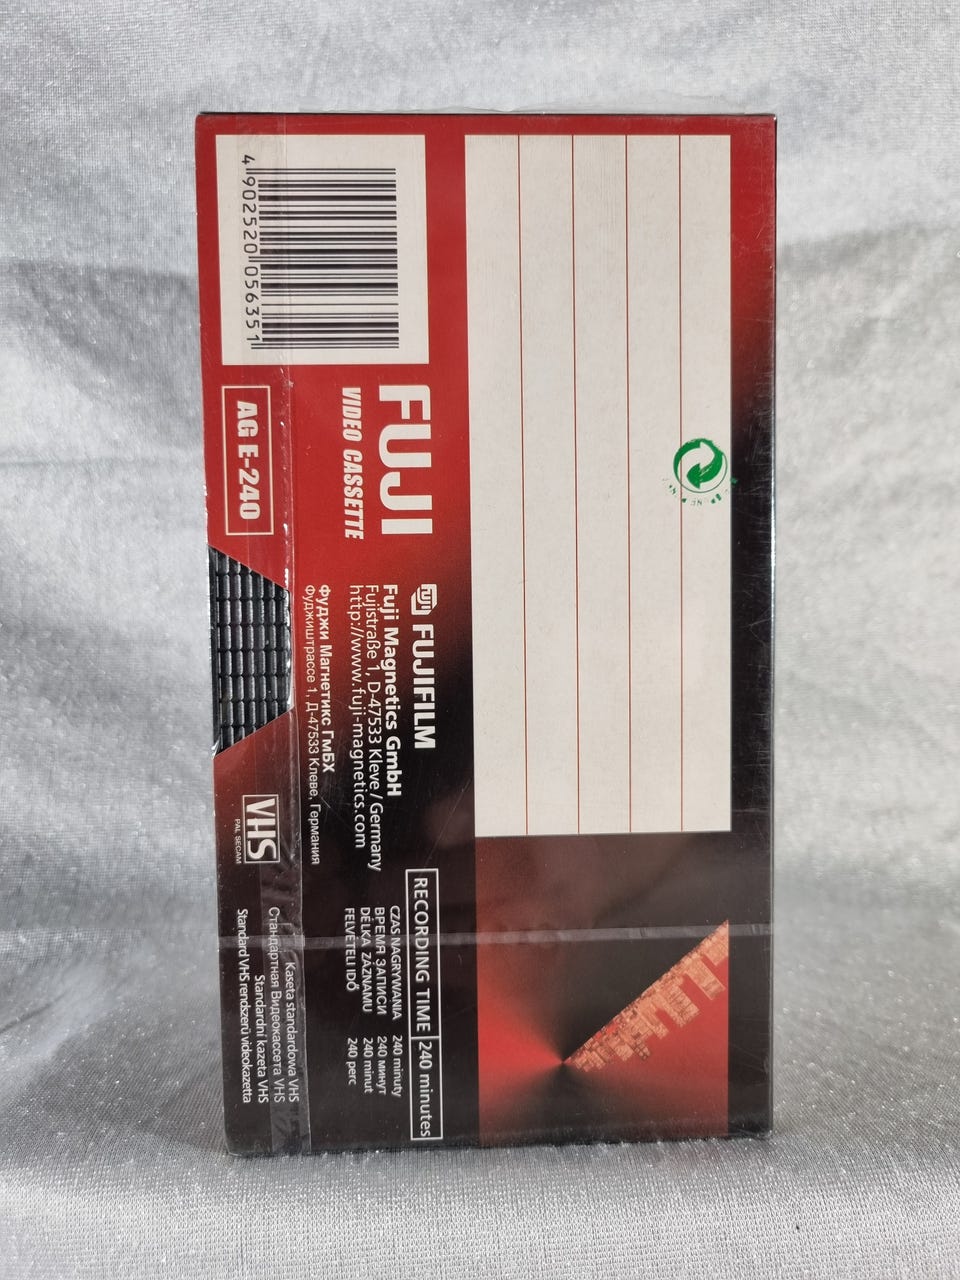 4 902520 056351
AG E-240
FUJI
VIDEO CASSETTE
FUJI FUJIFILM
Fuji Magnetics GmbH
Fujistraße 1, D-47533 Kleve / Germany
http://www.fuji-magnetics.com
Фуджи Магнетикс ГмБХ
Фуджиштрассе 1, Д-47533 Клеве, Германия
VHS
PAL SECAM
RECORDING TIME 240 minutes
CZAS NAGRYWANIA 240 minuty
ВРЕМЯ ЗАПИСИ 240 минут
DÉLKA ZÁZNAMU 240 minut
FELVÉTELI IDŐ 240 perc
Kaseta standardowa VHS
Стандартная Видеокассета VHS
Standardní kazeta VHS
Standard VHS rendszerű videokazetta